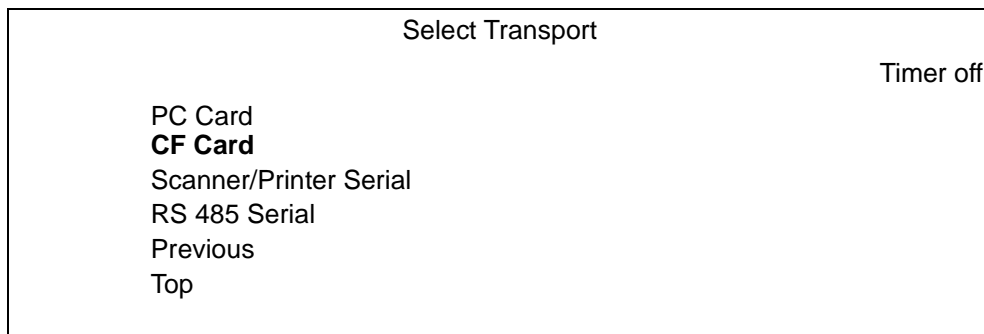 Select Transport
Timer off
PC Card
CF Card
Scanner/Printer Serial
RS 485 Serial
Previous
Top